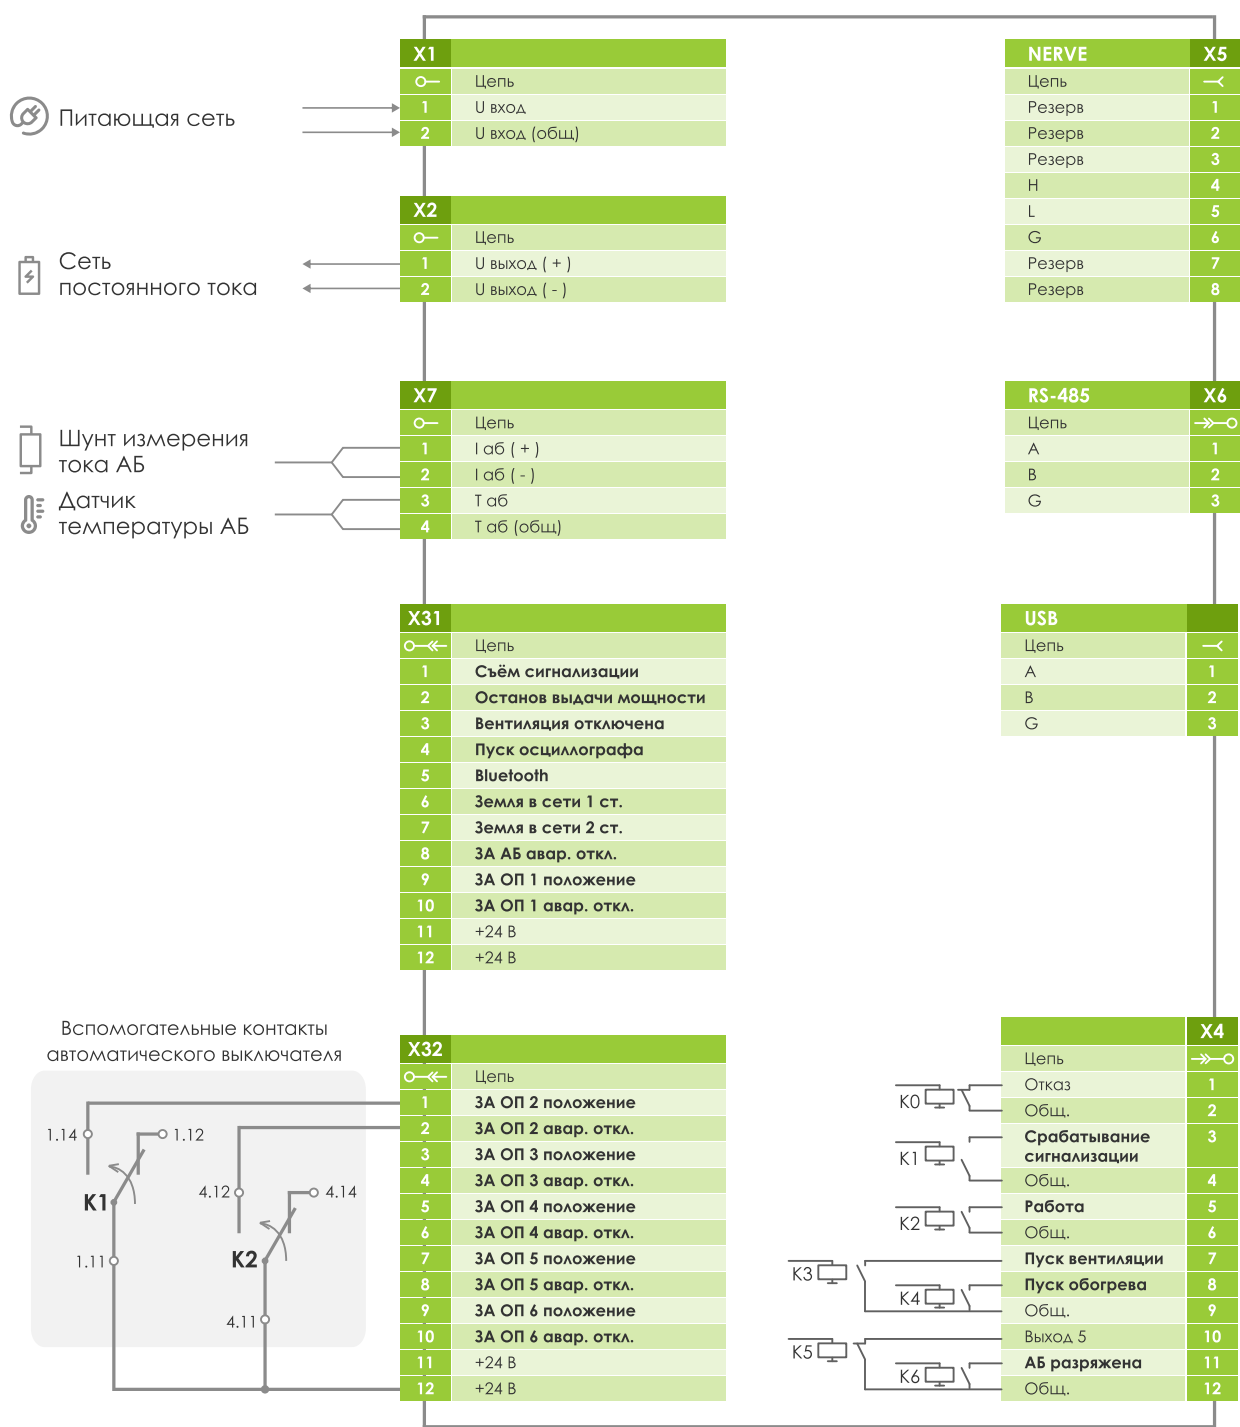 Питающая сеть
X1
Цепь
1 U вход
2 U вход (общ)
Сеть
постоянного тока
X2
Цепь
1 U выход ( + )
2 U выход ( - )
Шунт измерения
тока АБ
Датчик
температуры АБ
X7
Цепь
1 I аб ( + )
2 I аб ( - )
3 T аб
4 T аб (общ)
X31
Цепь
1 Съём сигнализации
2 Останов выдачи мощности
3 Вентиляция отключена
4 Пуск осциллографа
5 Bluetooth
6 Земля в сети 1 ст.
7 Земля в сети 2 ст.
8 ЗА АБ авар. откл.
9 ЗА ОП 1 положение
10 ЗА ОП 1 авар. откл.
11 +24 В
12 +24 В
Вспомогательные контакты
автоматического выключателя
1.14
1.12
K1
1.11
4.12
4.14
K2
4.11
X32
Цепь
1 ЗА ОП 2 положение
2 ЗА ОП 2 авар. откл.
3 ЗА ОП 3 положение
4 ЗА ОП 3 авар. откл.
5 ЗА ОП 4 положение
6 ЗА ОП 4 авар. откл.
7 ЗА ОП 5 положение
8 ЗА ОП 5 авар. откл.
9 ЗА ОП 6 положение
10 ЗА ОП 6 авар. откл.
11 +24 В
12 +24 В
NERVE X5
Цепь
Резерв 1
Резерв 2
Резерв 3
H 4
L 5
G 6
Резерв 7
Резерв 8
RS-485 X6
Цепь
A 1
B 2
G 3
USB
Цепь
A 1
B 2
G 3
X4
Цепь
K0
Отказ 1
Общ. 2
K1
Срабатывание 3
сигнализации
Общ. 4
K2
Работа 5
Общ. 6
K3
Пуск вентиляции 7
K4
Пуск обогрева 8
Общ. 9
K5
Выход 5 10
K6
АБ разряжена 11
Общ. 12